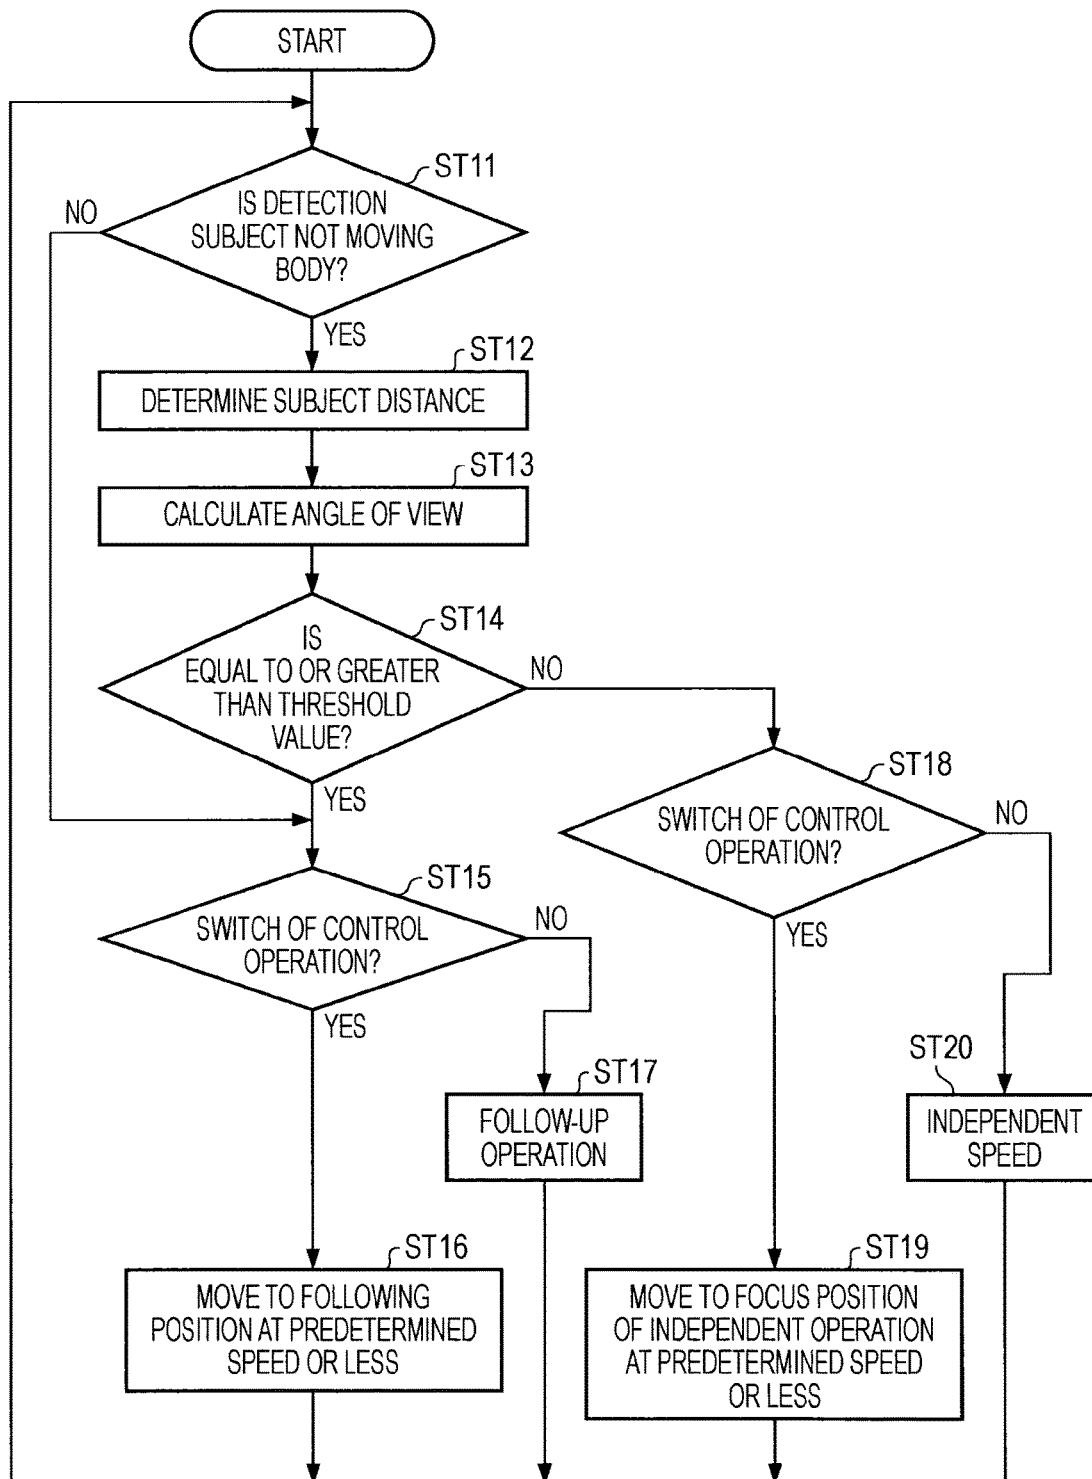 START
ST11
IS DETECTION
SUBJECT NOT MOVING
BODY?
NO
YES
ST12
DETERMINE SUBJECT DISTANCE
ST13
CALCULATE ANGLE OF VIEW
ST14
IS
EQUAL TO OR GREATER
THAN THRESHOLD
VALUE?
NO
YES
ST18
SWITCH OF CONTROL
OPERATION?
NO
YES
ST15
SWITCH OF CONTROL
OPERATION?
NO
YES
ST17
FOLLOW-UP
OPERATION
ST20
INDEPENDENT
SPEED
ST16
MOVE TO FOLLOWING
POSITION AT PREDETERMINED
SPEED OR LESS
ST19
MOVE TO FOCUS POSITION
OF INDEPENDENT OPERATION
AT PREDETERMINED SPEED
OR LESS